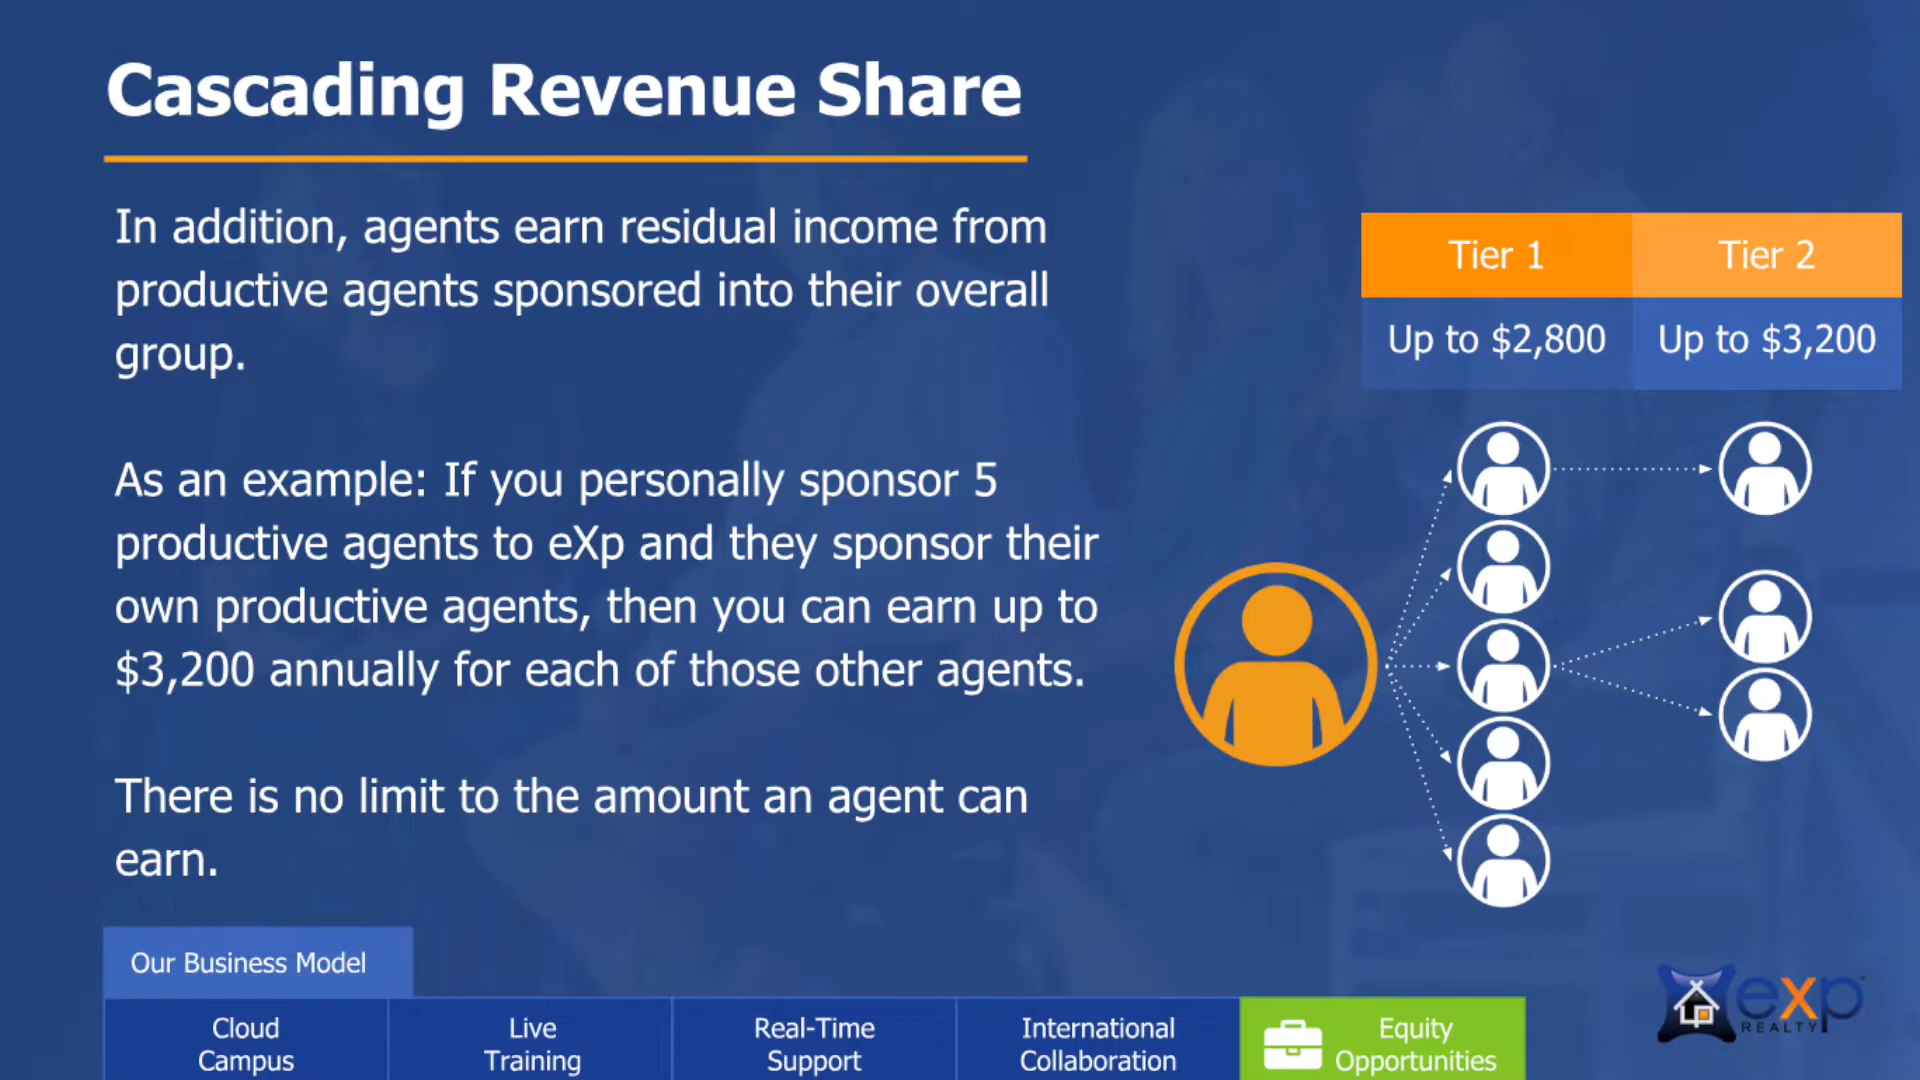 Cascading Revenue Share
In addition, agents earn residual income from
productive agents sponsored into their overall
group.
As an example: If you personally sponsor 5
productive agents to eXp and they sponsor their
own productive agents, then you can earn up to
$3,200 annually for each of those other agents.
There is no limit to the amount an agent can
earn.
Tier 1
Tier 2
Up to $2,800
Up to $3,200
Our Business Model
Cloud
Campus
Live
Training
Real-Time
Support
International
Collaboration
Equity
Opportunities
eXp
REALTY